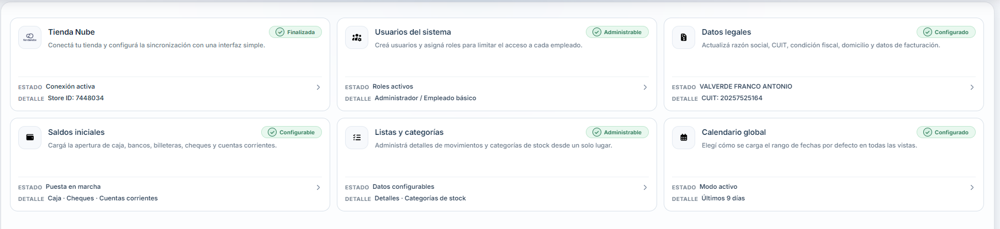 Tienda Nube
Finalizada
Conectá tu tienda y configurá la sincronización con una interfaz simple.
tiendanube
ESTADO Conexión activa
DETALLE Store ID: 7448034
Usuarios del sistema
Administrable
Creá usuarios y asigná roles para limitar el acceso a cada empleado.
ESTADO Roles activos
DETALLE Administrador / Empleado básico
Datos legales
Configurado
Actualizá razón social, CUIT, condición fiscal, domicilio y datos de facturación.
ESTADO VALVERDE FRANCO ANTONIO
DETALLE CUIT: 20257525164
Saldos iniciales
Configurable
Cargá la apertura de caja, bancos, billeteras, cheques y cuentas corrientes.
ESTADO Puesta en marcha
DETALLE Caja · Cheques · Cuentas corrientes
Listas y categorías
Administrable
Administrá detalles de movimientos y categorías de stock desde un solo lugar.
ESTADO Datos configurables
DETALLE Detalles · Categorías de stock
Calendario global
Configurado
Elegí cómo se carga el rango de fechas por defecto en todas las vistas.
ESTADO Modo activo
DETALLE Últimos 9 días